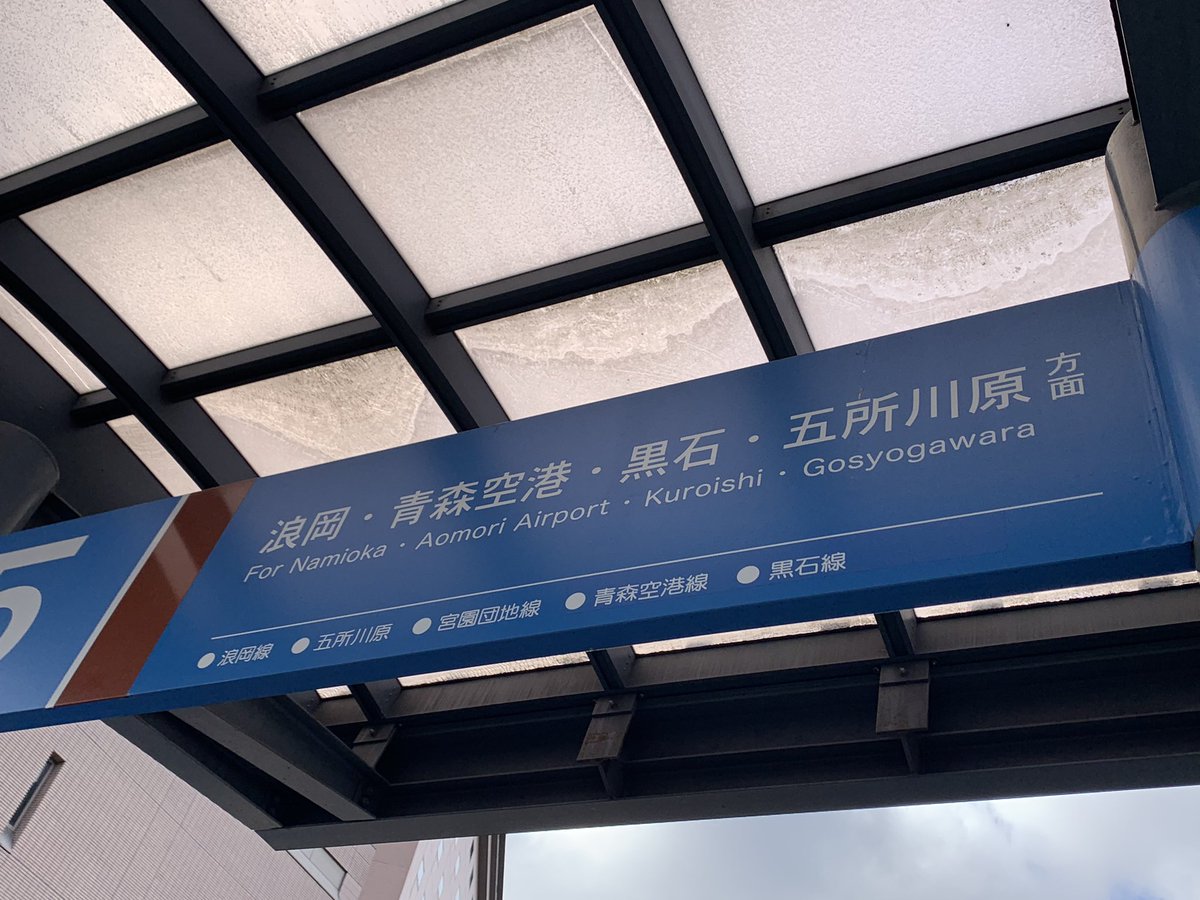 5
浪岡・青森空港・黒石・五所川原 方面
For Namioka・Aomori Airport・Kuroishi・Gosyogawara
●浪岡線 ●五所川原 ●宮園団地線 ●青森空港線 ●黒石線